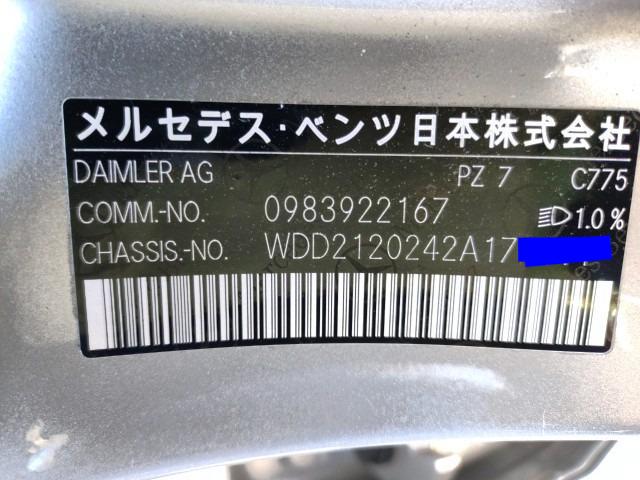 メルセデス・ベンツ日本株式会社
DAIMLER AG PZ 7 C775
COMM.-NO. 0983922167 1.0 %
CHASSIS.-NO. WDD2120242A17